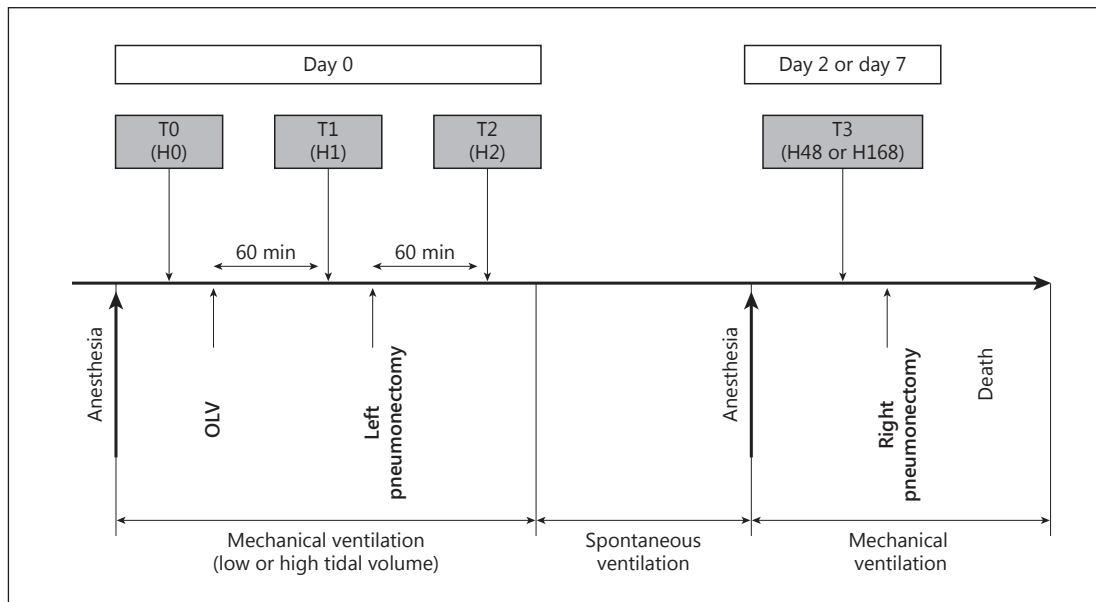 Day 0
Day 2 or day 7
T0
(H0)
T1
(H1)
T2
(H2)
T3
(H48 or H168)
60 min
60 min
Anesthesia
OLV
Left
pneumonectomy
Anesthesia
Right
pneumonectomy
Death
Mechanical ventilation
(low or high tidal volume)
Spontaneous
ventilation
Mechanical
ventilation